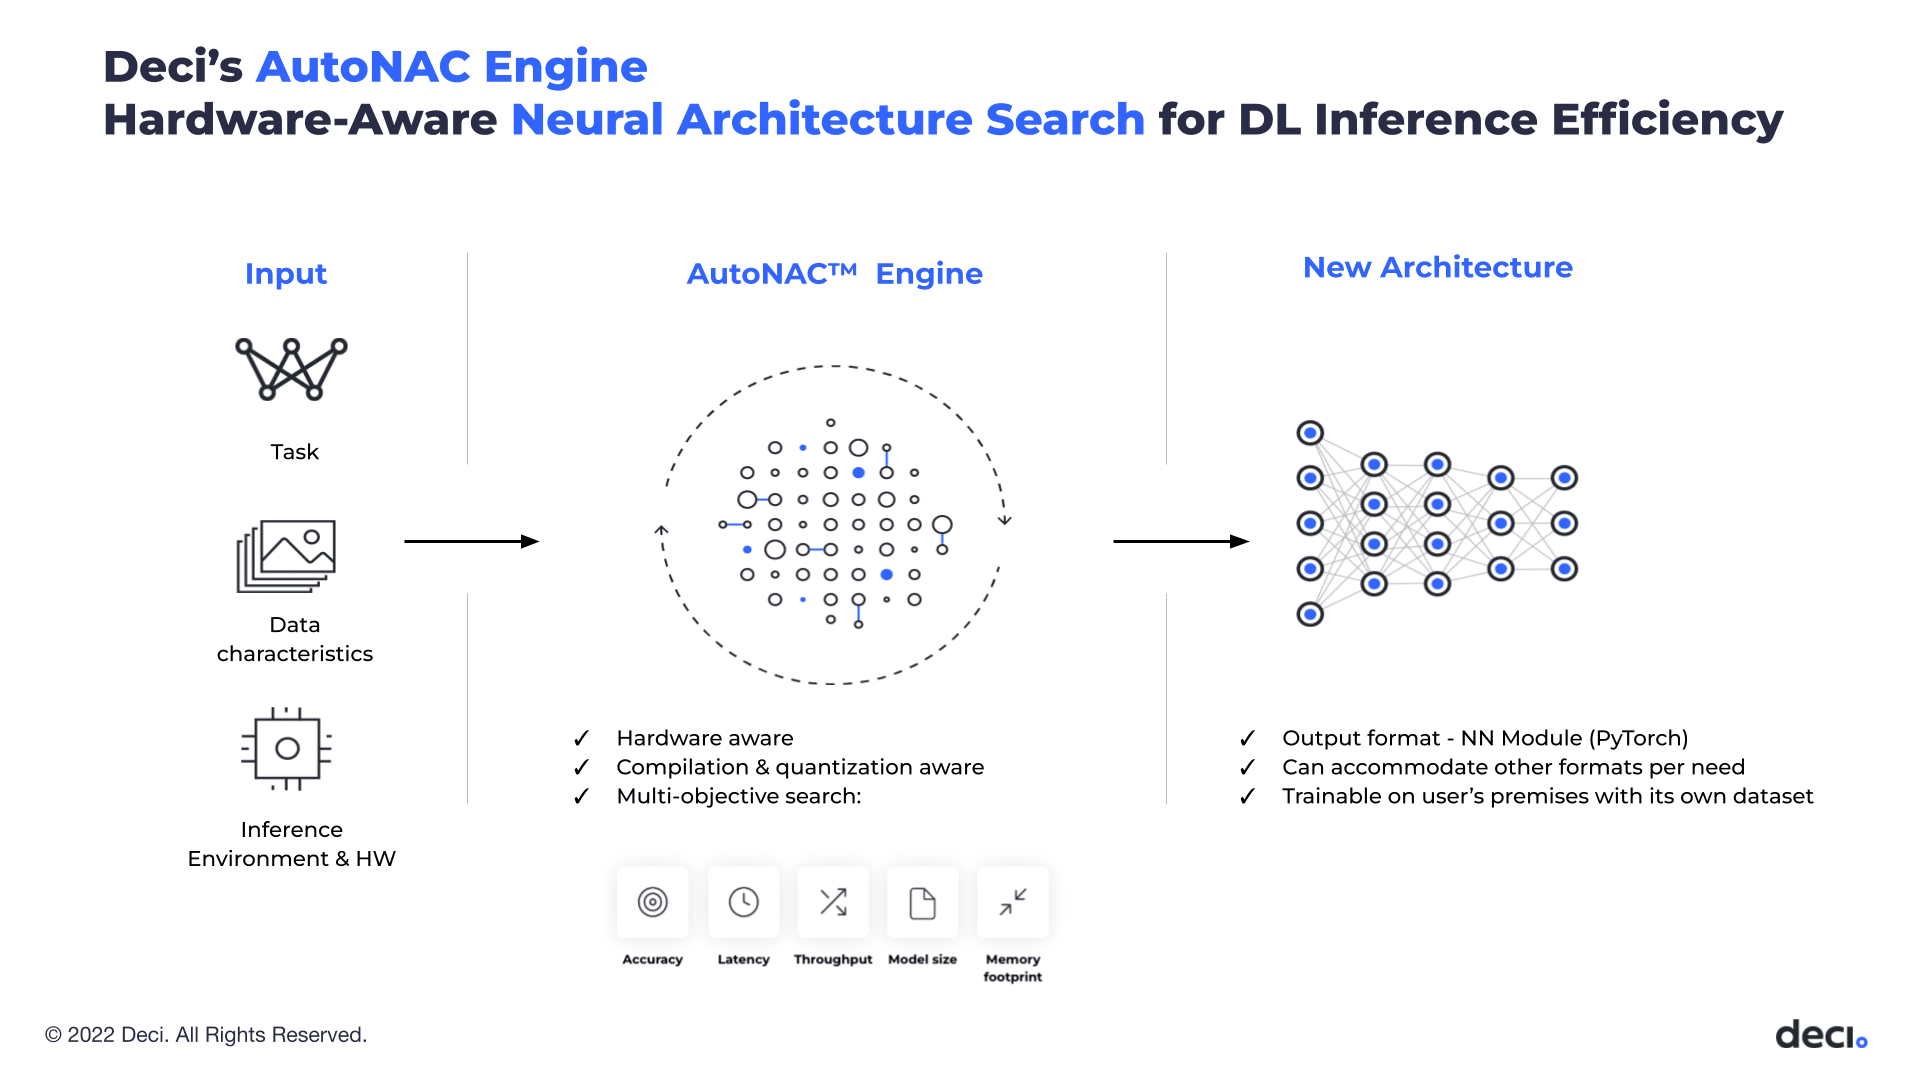 Deci’s AutoNAC Engine
Hardware-Aware Neural Architecture Search for DL Inference Efficiency
Input
Task
Data
characteristics
Inference
Environment & HW
AutoNAC™ Engine
✓ Hardware aware
✓ Compilation & quantization aware
✓ Multi-objective search:
Accuracy
Latency
Throughput
Model size
Memory
footprint
New Architecture
✓ Output format - NN Module (PyTorch)
✓ Can accommodate other formats per need
✓ Trainable on user’s premises with its own dataset
© 2022 Deci. All Rights Reserved.
deci.